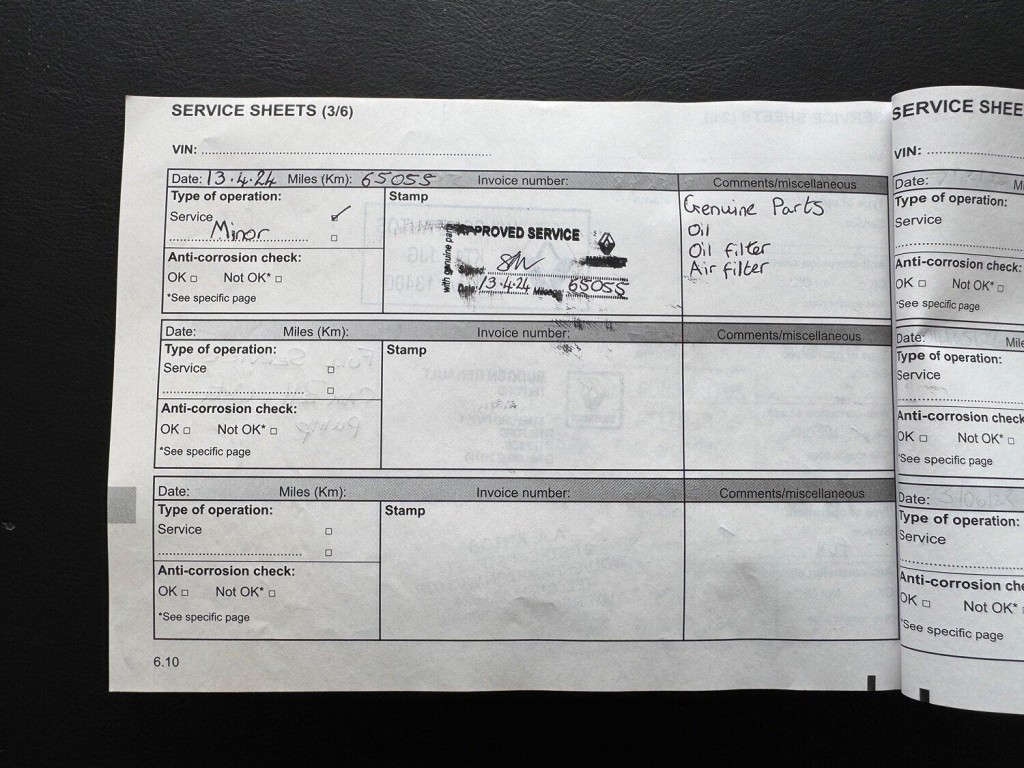 SERVICE SHEETS (3/6)
VIN: ................................................
Date: 13.4.24 Miles (Km): 65055 Invoice number: Comments/miscellaneous
Type of operation:
Service
Minor
Anti-corrosion check:
OK □ Not OK* □
*See specific page
Stamp
with genuine parts
APPROVED SERVICE
Signed
Date 13.4.24 Mileage 65055
Genuine Parts
Oil
Oil filter
Air filter
Date: Miles (Km): Invoice number: Comments/miscellaneous
Type of operation:
Service □
................................ □
Anti-corrosion check:
OK □ Not OK* □
*See specific page
Stamp
Date: Miles (Km): Invoice number: Comments/miscellaneous
Type of operation:
Service □
................................ □
Anti-corrosion check:
OK □ Not OK* □
*See specific page
Stamp
6.10
SERVICE SHEE
VIN: ................
Date: M
Type of operation:
Service
Anti-corrosion check:
OK □ Not OK* □
*See specific page
Date: Mile
Type of operation:
Service
Anti-corrosion check
OK □ Not OK* □
*See specific page
Date:
Type of operation:
Service
Anti-corrosion che
OK □ Not OK* □
*See specific page